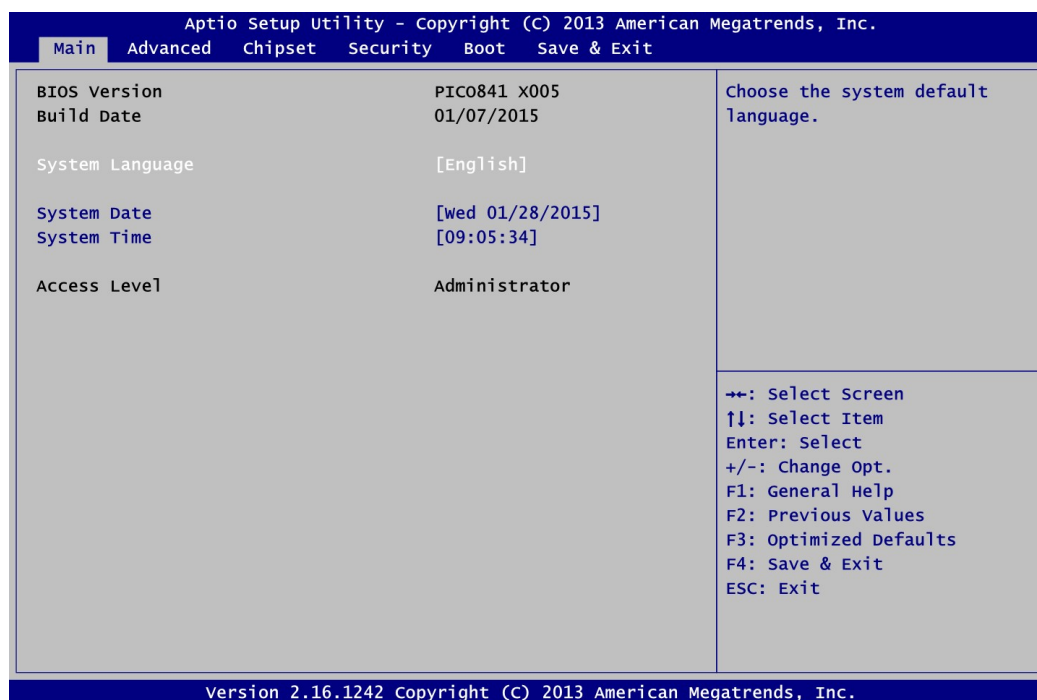 Aptio Setup Utility – Copyright (C) 2013 American Megatrends, Inc.
Main Advanced Chipset Security Boot Save & Exit
BIOS Version PICO841 X005
Build Date 01/07/2015
System Language [English]
System Date [Wed 01/28/2015]
System Time [09:05:34]
Access Level Administrator
Choose the system default
language.
→←: Select Screen
↑↓: Select Item
Enter: Select
+/-: Change Opt.
F1: General Help
F2: Previous Values
F3: Optimized Defaults
F4: Save & Exit
ESC: Exit
Version 2.16.1242 Copyright (C) 2013 American Megatrends, Inc.